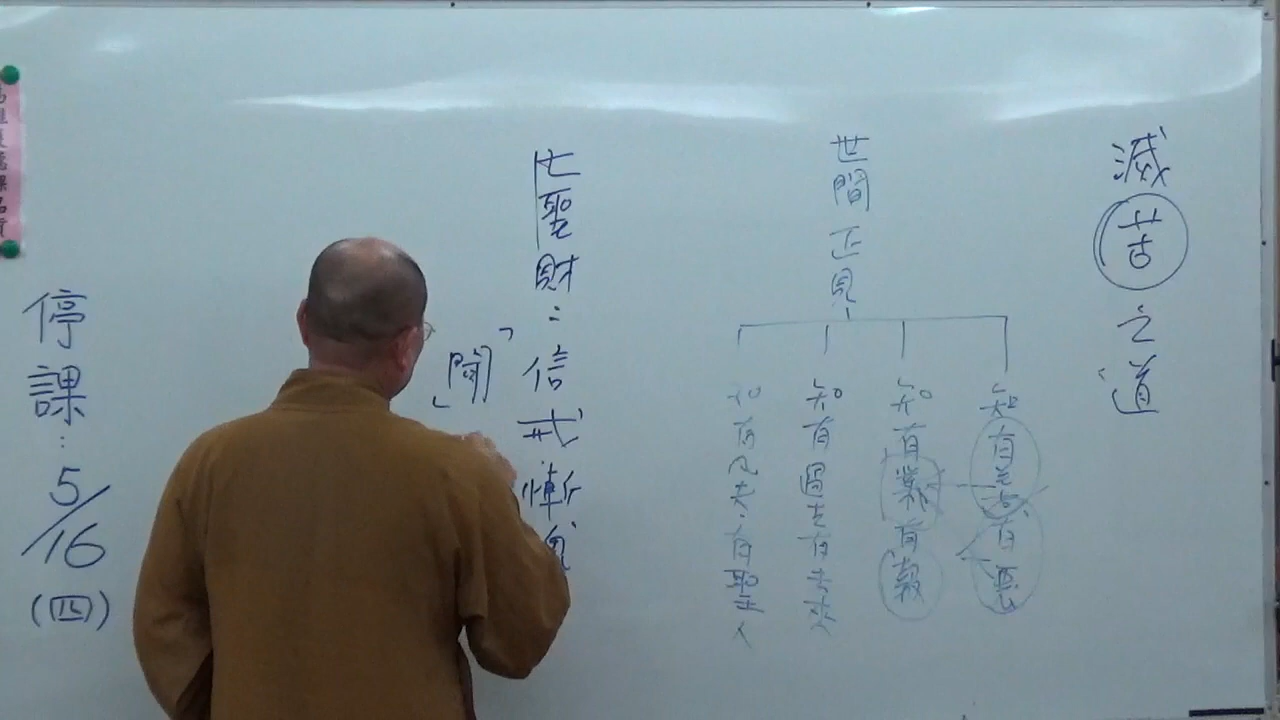 滅苦之道
世間正見
知有善有惡
知有業有報
知有過去有未來
知有凡夫有聖人
七聖財：信戒慚愧
「聞」
停課：5/16（四）